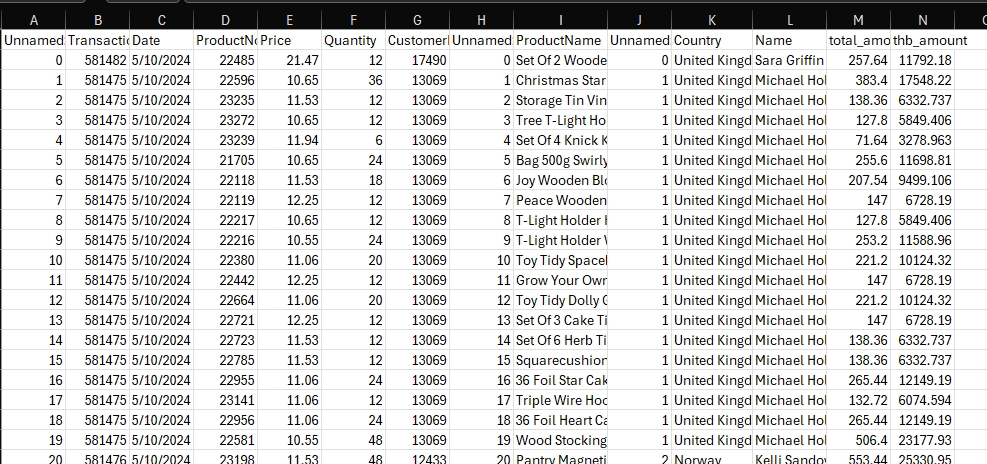 A B C D E F G H I J K L M N
Unnamed Transacti Date ProductNo Price Quantity Customer Unnamed ProductName Unnamed Country Name total_amo thb_amount
0 581482 5/10/2024 22485 21.47 12 17490 0 Set Of 2 Woode 0 United Kingd Sara Griffin 257.64 11792.18
1 581475 5/10/2024 22596 10.65 36 13069 1 Christmas Star 1 United Kingd Michael Hol 383.4 17548.22
2 581475 5/10/2024 23235 11.53 12 13069 2 Storage Tin Vin 1 United Kingd Michael Hol 138.36 6332.737
3 581475 5/10/2024 23272 10.65 12 13069 3 Tree T-Light Ho 1 United Kingd Michael Hol 127.8 5849.406
4 581475 5/10/2024 23239 11.94 6 13069 4 Set Of 4 Knick K 1 United Kingd Michael Hol 71.64 3278.963
5 581475 5/10/2024 21705 10.65 24 13069 5 Bag 500g Swirly 1 United Kingd Michael Hol 255.6 11698.81
6 581475 5/10/2024 22118 11.53 18 13069 6 Joy Wooden Blo 1 United Kingd Michael Hol 207.54 9499.106
7 581475 5/10/2024 22119 12.25 12 13069 7 Peace Wooden 1 United Kingd Michael Hol 147 6728.19
8 581475 5/10/2024 22217 10.65 12 13069 8 T-Light Holder 1 United Kingd Michael Hol 127.8 5849.406
9 581475 5/10/2024 22216 10.55 24 13069 9 T-Light Holder 1 United Kingd Michael Hol 253.2 11588.96
10 581475 5/10/2024 22380 11.06 20 13069 10 Toy Tidy Space 1 United Kingd Michael Hol 221.2 10124.32
11 581475 5/10/2024 22442 12.25 12 13069 11 Grow Your Own 1 United Kingd Michael Hol 147 6728.19
12 581475 5/10/2024 22664 11.06 20 13069 12 Toy Tidy Dolly G 1 United Kingd Michael Hol 221.2 10124.32
13 581475 5/10/2024 22721 12.25 12 13069 13 Set Of 3 Cake Ti 1 United Kingd Michael Hol 147 6728.19
14 581475 5/10/2024 22723 11.53 12 13069 14 Set Of 6 Herb Ti 1 United Kingd Michael Hol 138.36 6332.737
15 581475 5/10/2024 22785 11.53 12 13069 15 Squarecushion 1 United Kingd Michael Hol 138.36 6332.737
16 581475 5/10/2024 22955 11.06 24 13069 16 36 Foil Star Cak 1 United Kingd Michael Hol 265.44 12149.19
17 581475 5/10/2024 23141 11.06 12 13069 17 Triple Wire Hoo 1 United Kingd Michael Hol 132.72 6074.594
18 581475 5/10/2024 22956 11.06 24 13069 18 36 Foil Heart Ca 1 United Kingd Michael Hol 265.44 12149.19
19 581475 5/10/2024 22581 10.55 48 13069 19 Wood Stocking 1 United Kingd Michael Hol 506.4 23177.93
20 581476 5/10/2024 23198 11.53 48 12433 20 Pantry Magneti 2 Norway Kelli Sandov 553.44 25330.95